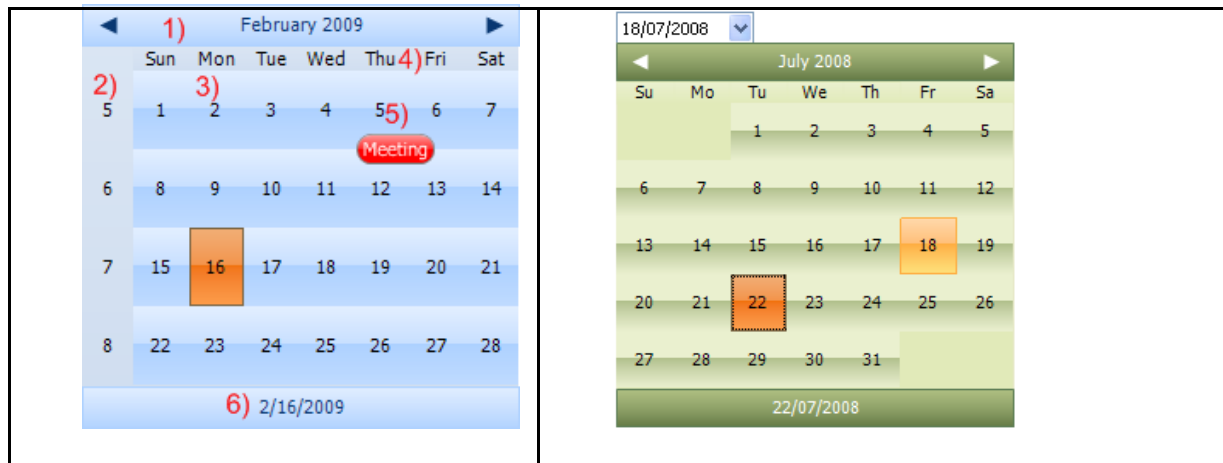 1) February 2009
Sun Mon Tue Wed Thu 4) Fri Sat
2) 3)
5 1 2 3 4 5 5) 6 7
Meeting
6 8 9 10 11 12 13 14
7 15 16 17 18 19 20 21
8 22 23 24 25 26 27 28
6) 2/16/2009
18/07/2008
July 2008
Su Mo Tu We Th Fr Sa
1 2 3 4 5
6 7 8 9 10 11 12
13 14 15 16 17 18 19
20 21 22 23 24 25 26
27 28 29 30 31
22/07/2008